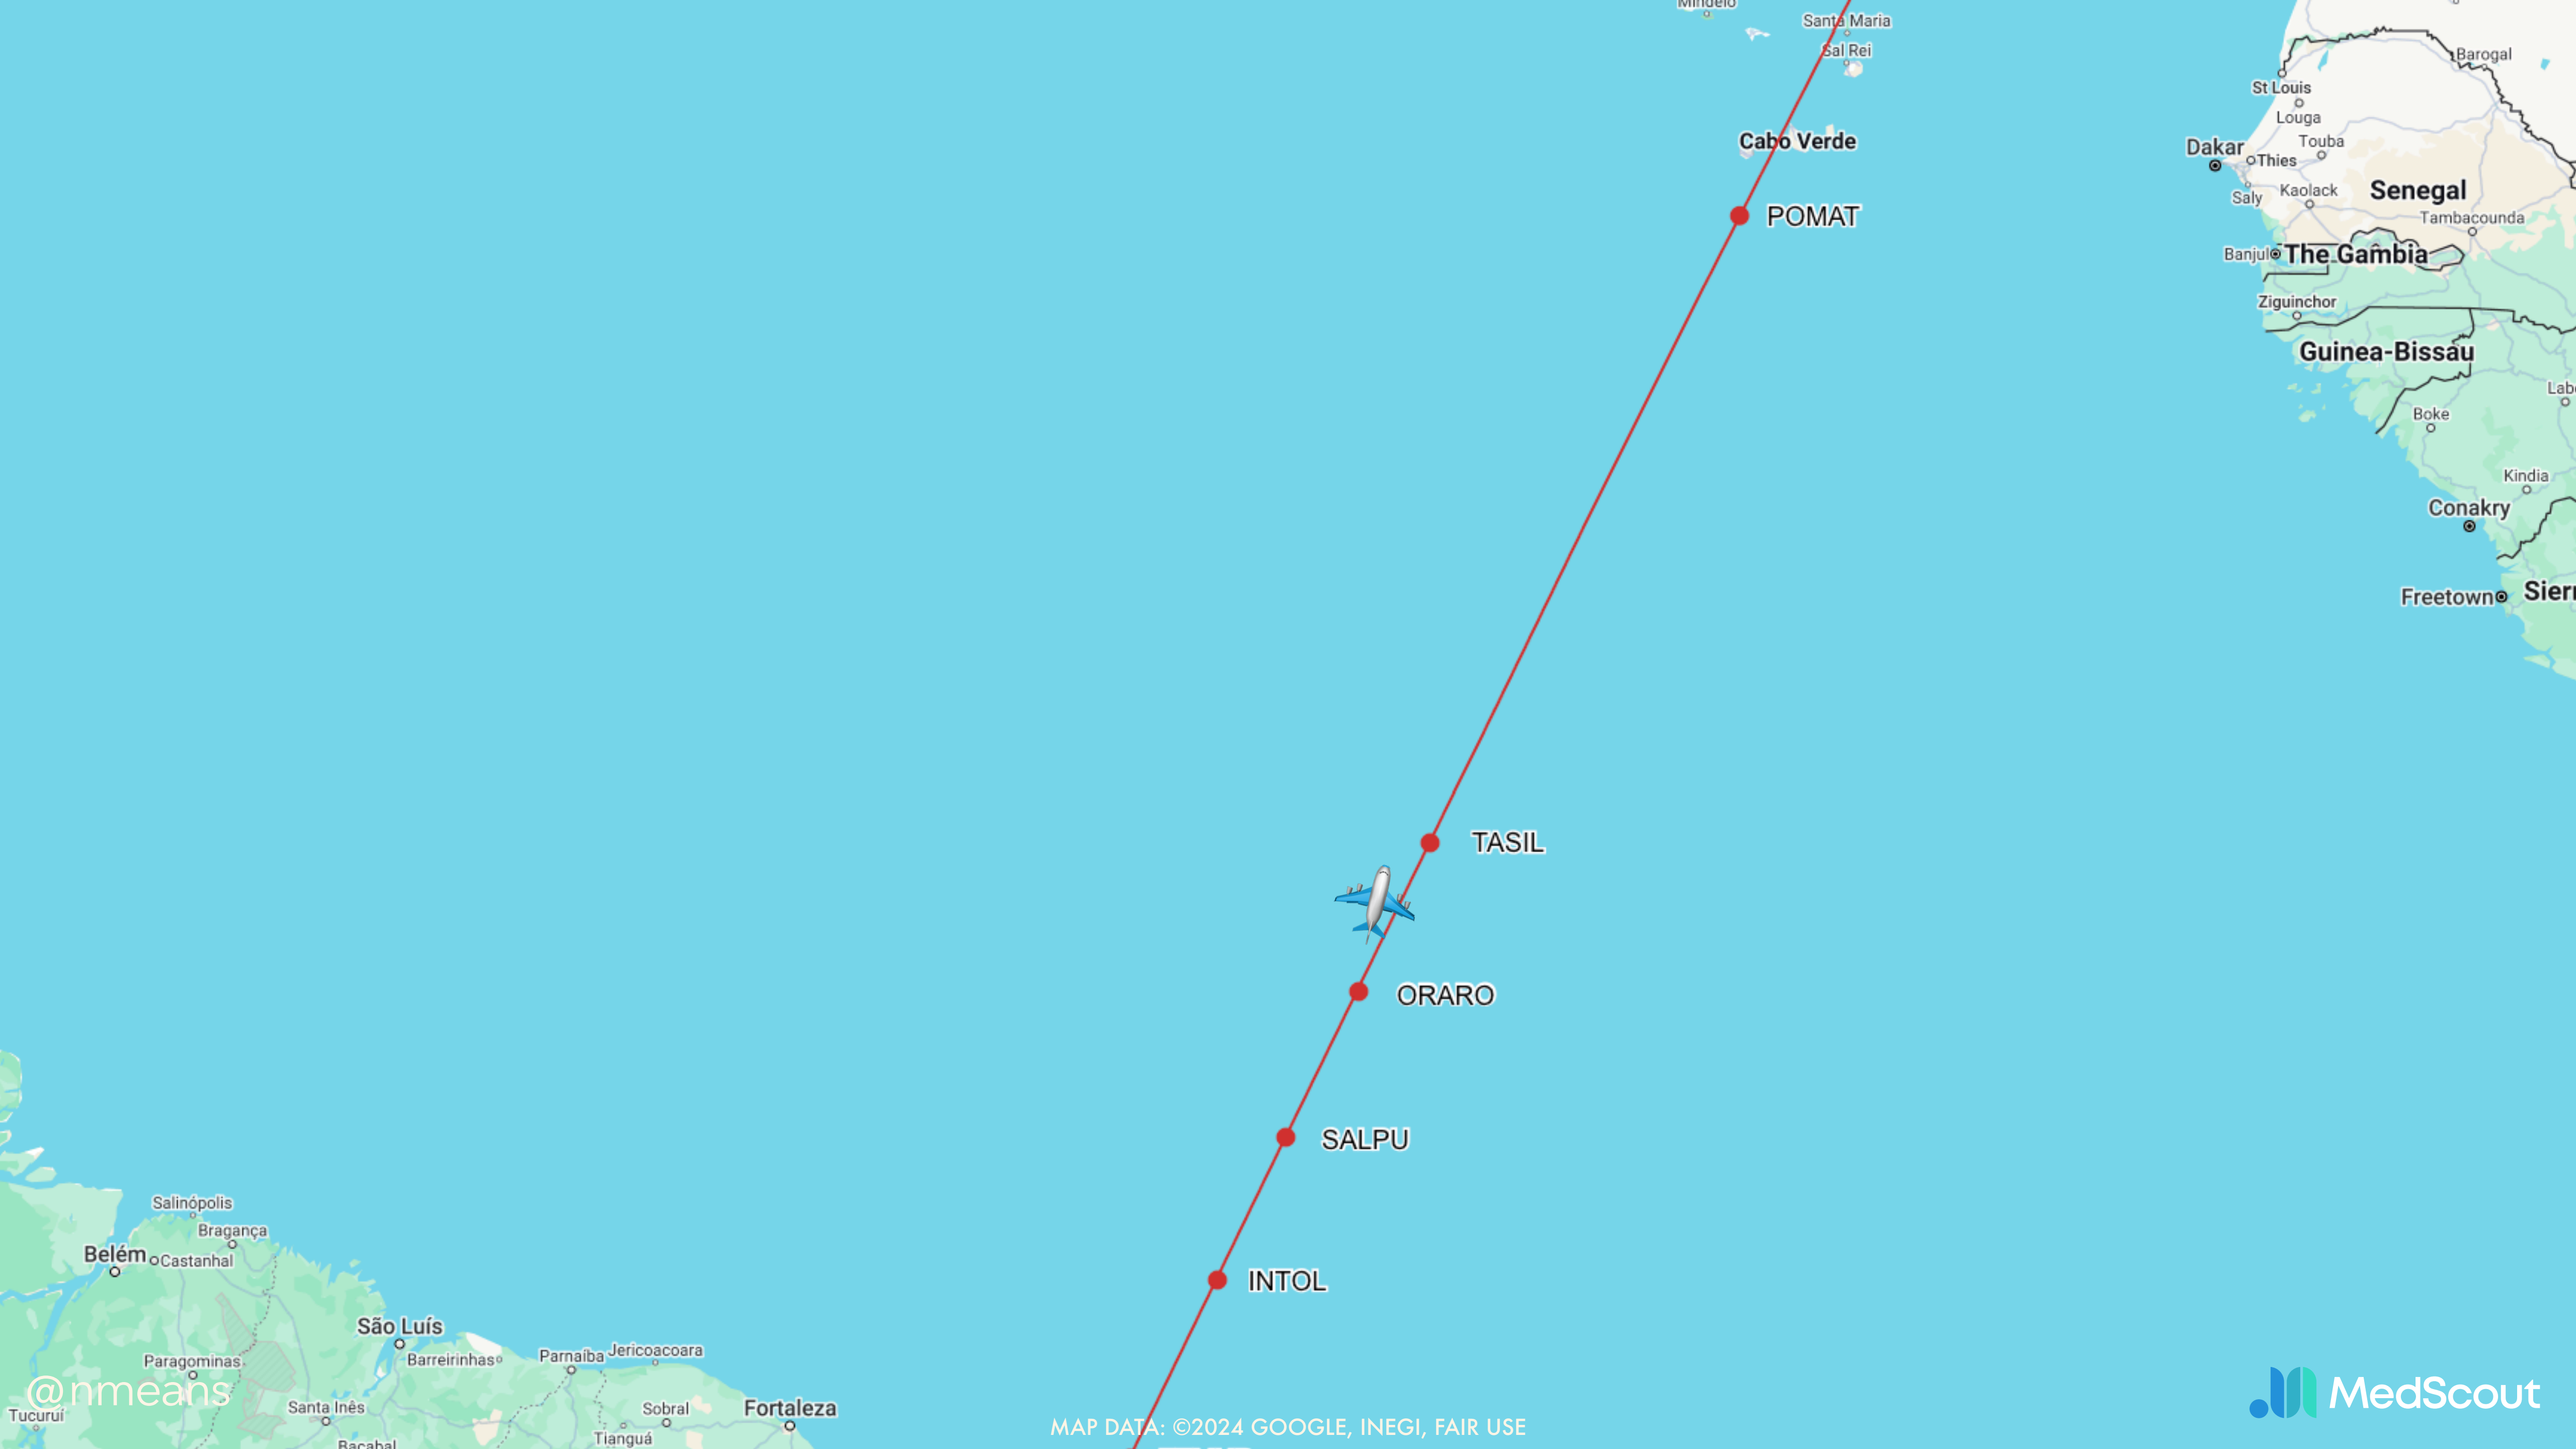 Mindelo
Santa Maria
Sal Rei
Barogal
St Louis
Louga
Cabo Verde
Dakar
Touba
Thies
Saly
Kaolack
Senegal
POMAT
Tambacounda
Banjul
The Gambia
Ziguinchor
Guinea-Bissau
Lab
Boke
Kindia
Conakry
Freetown
Sierr
TASIL
ORARO
SALPU
Salinópolis
Bragança
Belém
Castanhal
INTOL
São Luís
Barreirinhas
Parnaíba
Jericoacoara
Paragominas
@nmeans
MedScout
Tucuruí
Santa Inês
Sobral
Fortaleza
Tianguá
Bacabal
MAP DATA: ©2024 GOOGLE, INEGI, FAIR USE